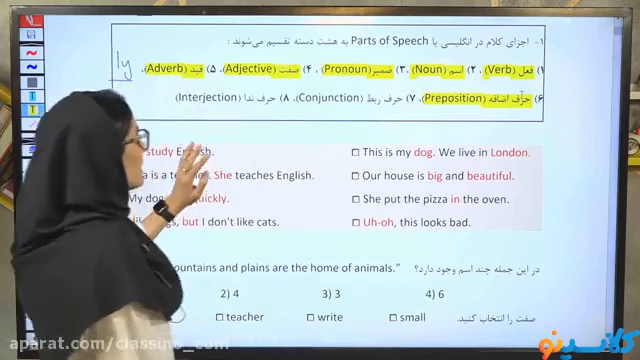 ۱- اجزای کلام در انگلیسی یا Parts of Speech به هشت دسته تقسیم می‌شوند :
۱) فعل (Verb) ۲) اسم (Noun)، ۳) ضمیر (Pronoun) ، ۴) صفت (Adjective)، ۵) قید (Adverb)،
ly
۶) حرف اضافه (Preposition)، ۷) حرف ربط (Conjunction)، ۸) حرف ندا (Interjection)
study English.
This is my dog. We live in London.
is a She teaches English.
Our house is big and beautiful.
My dog quickly.
She put the pizza in the oven.
but I don't like cats.
Uh-oh, this looks bad.
در این جمله چند اسم وجود دارد؟
and plains are the home of animals."
2) 4
3) 3
4) 6
صفت را انتخاب کنید.
teacher
write
small
aparat.com/classino_com
کلاسینو